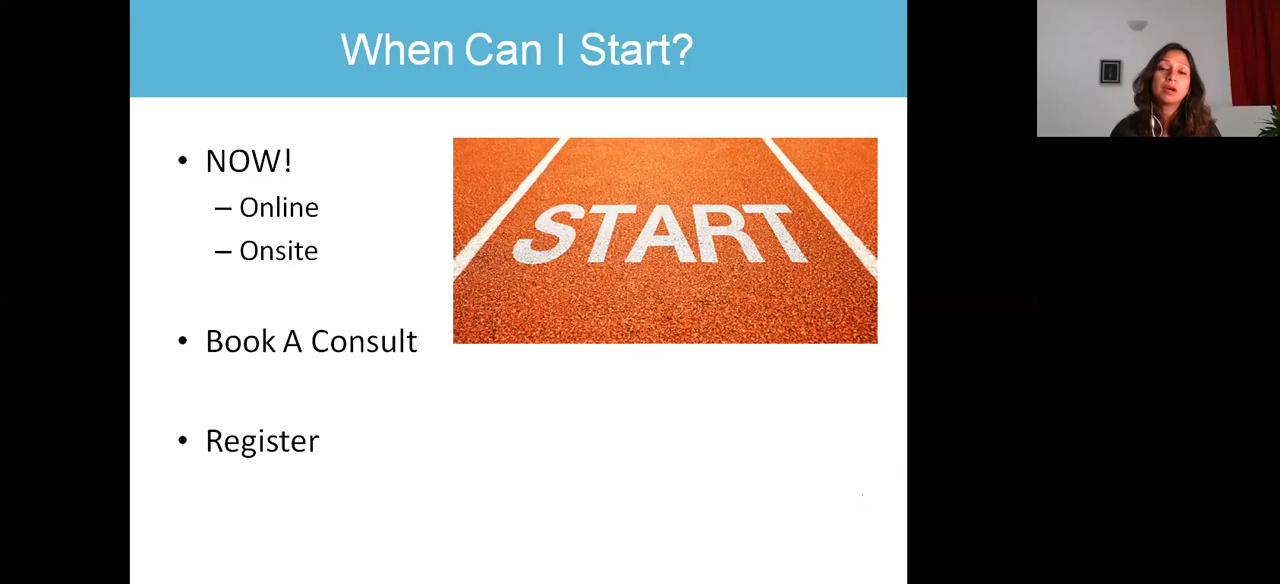 When Can I Start?
• NOW!
– Online
– Onsite
START
• Book A Consult
• Register